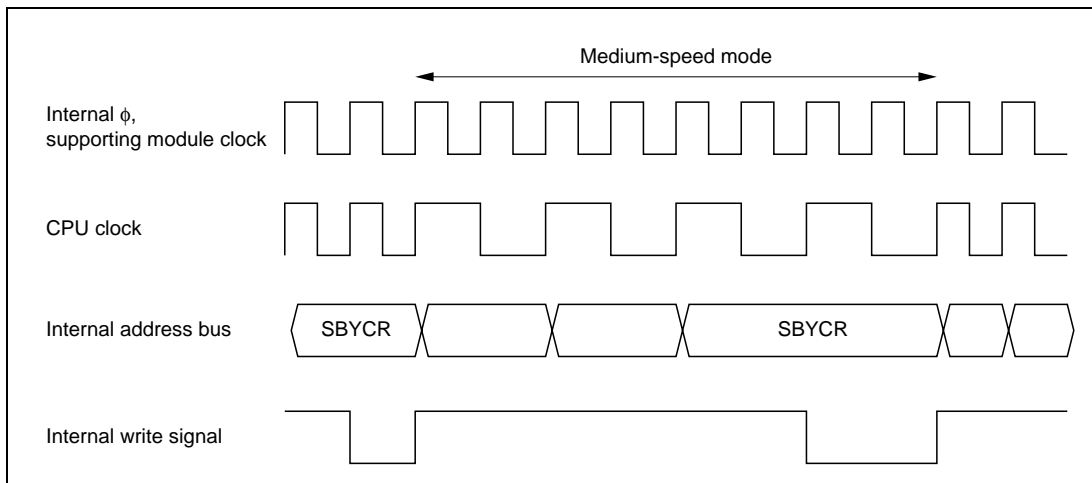 Medium-speed mode
Internal ϕ,
supporting module clock
CPU clock
Internal address bus
SBYCR
SBYCR
Internal write signal